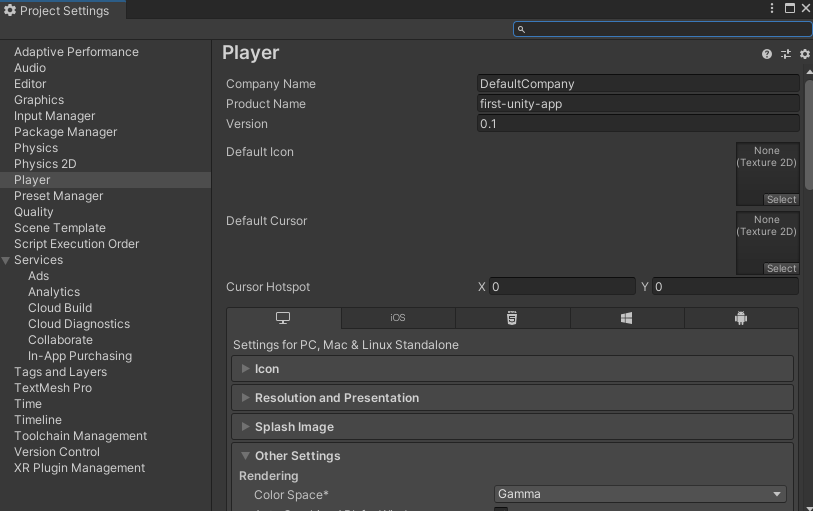 Project Settings
Adaptive Performance
Audio
Editor
Graphics
Input Manager
Package Manager
Physics
Physics 2D
Player
Preset Manager
Quality
Scene Template
Script Execution Order
Services
Ads
Analytics
Cloud Build
Cloud Diagnostics
Collaborate
In-App Purchasing
Tags and Layers
TextMesh Pro
Time
Timeline
Toolchain Management
Version Control
XR Plugin Management
Player
Company Name DefaultCompany
Product Name first-unity-app
Version 0.1
Default Icon
None
(Texture 2D)
Select
Default Cursor
None
(Texture 2D)
Select
Cursor Hotspot X 0 Y 0
iOS
Settings for PC, Mac & Linux Standalone
Icon
Resolution and Presentation
Splash Image
Other Settings
Rendering
Color Space* Gamma